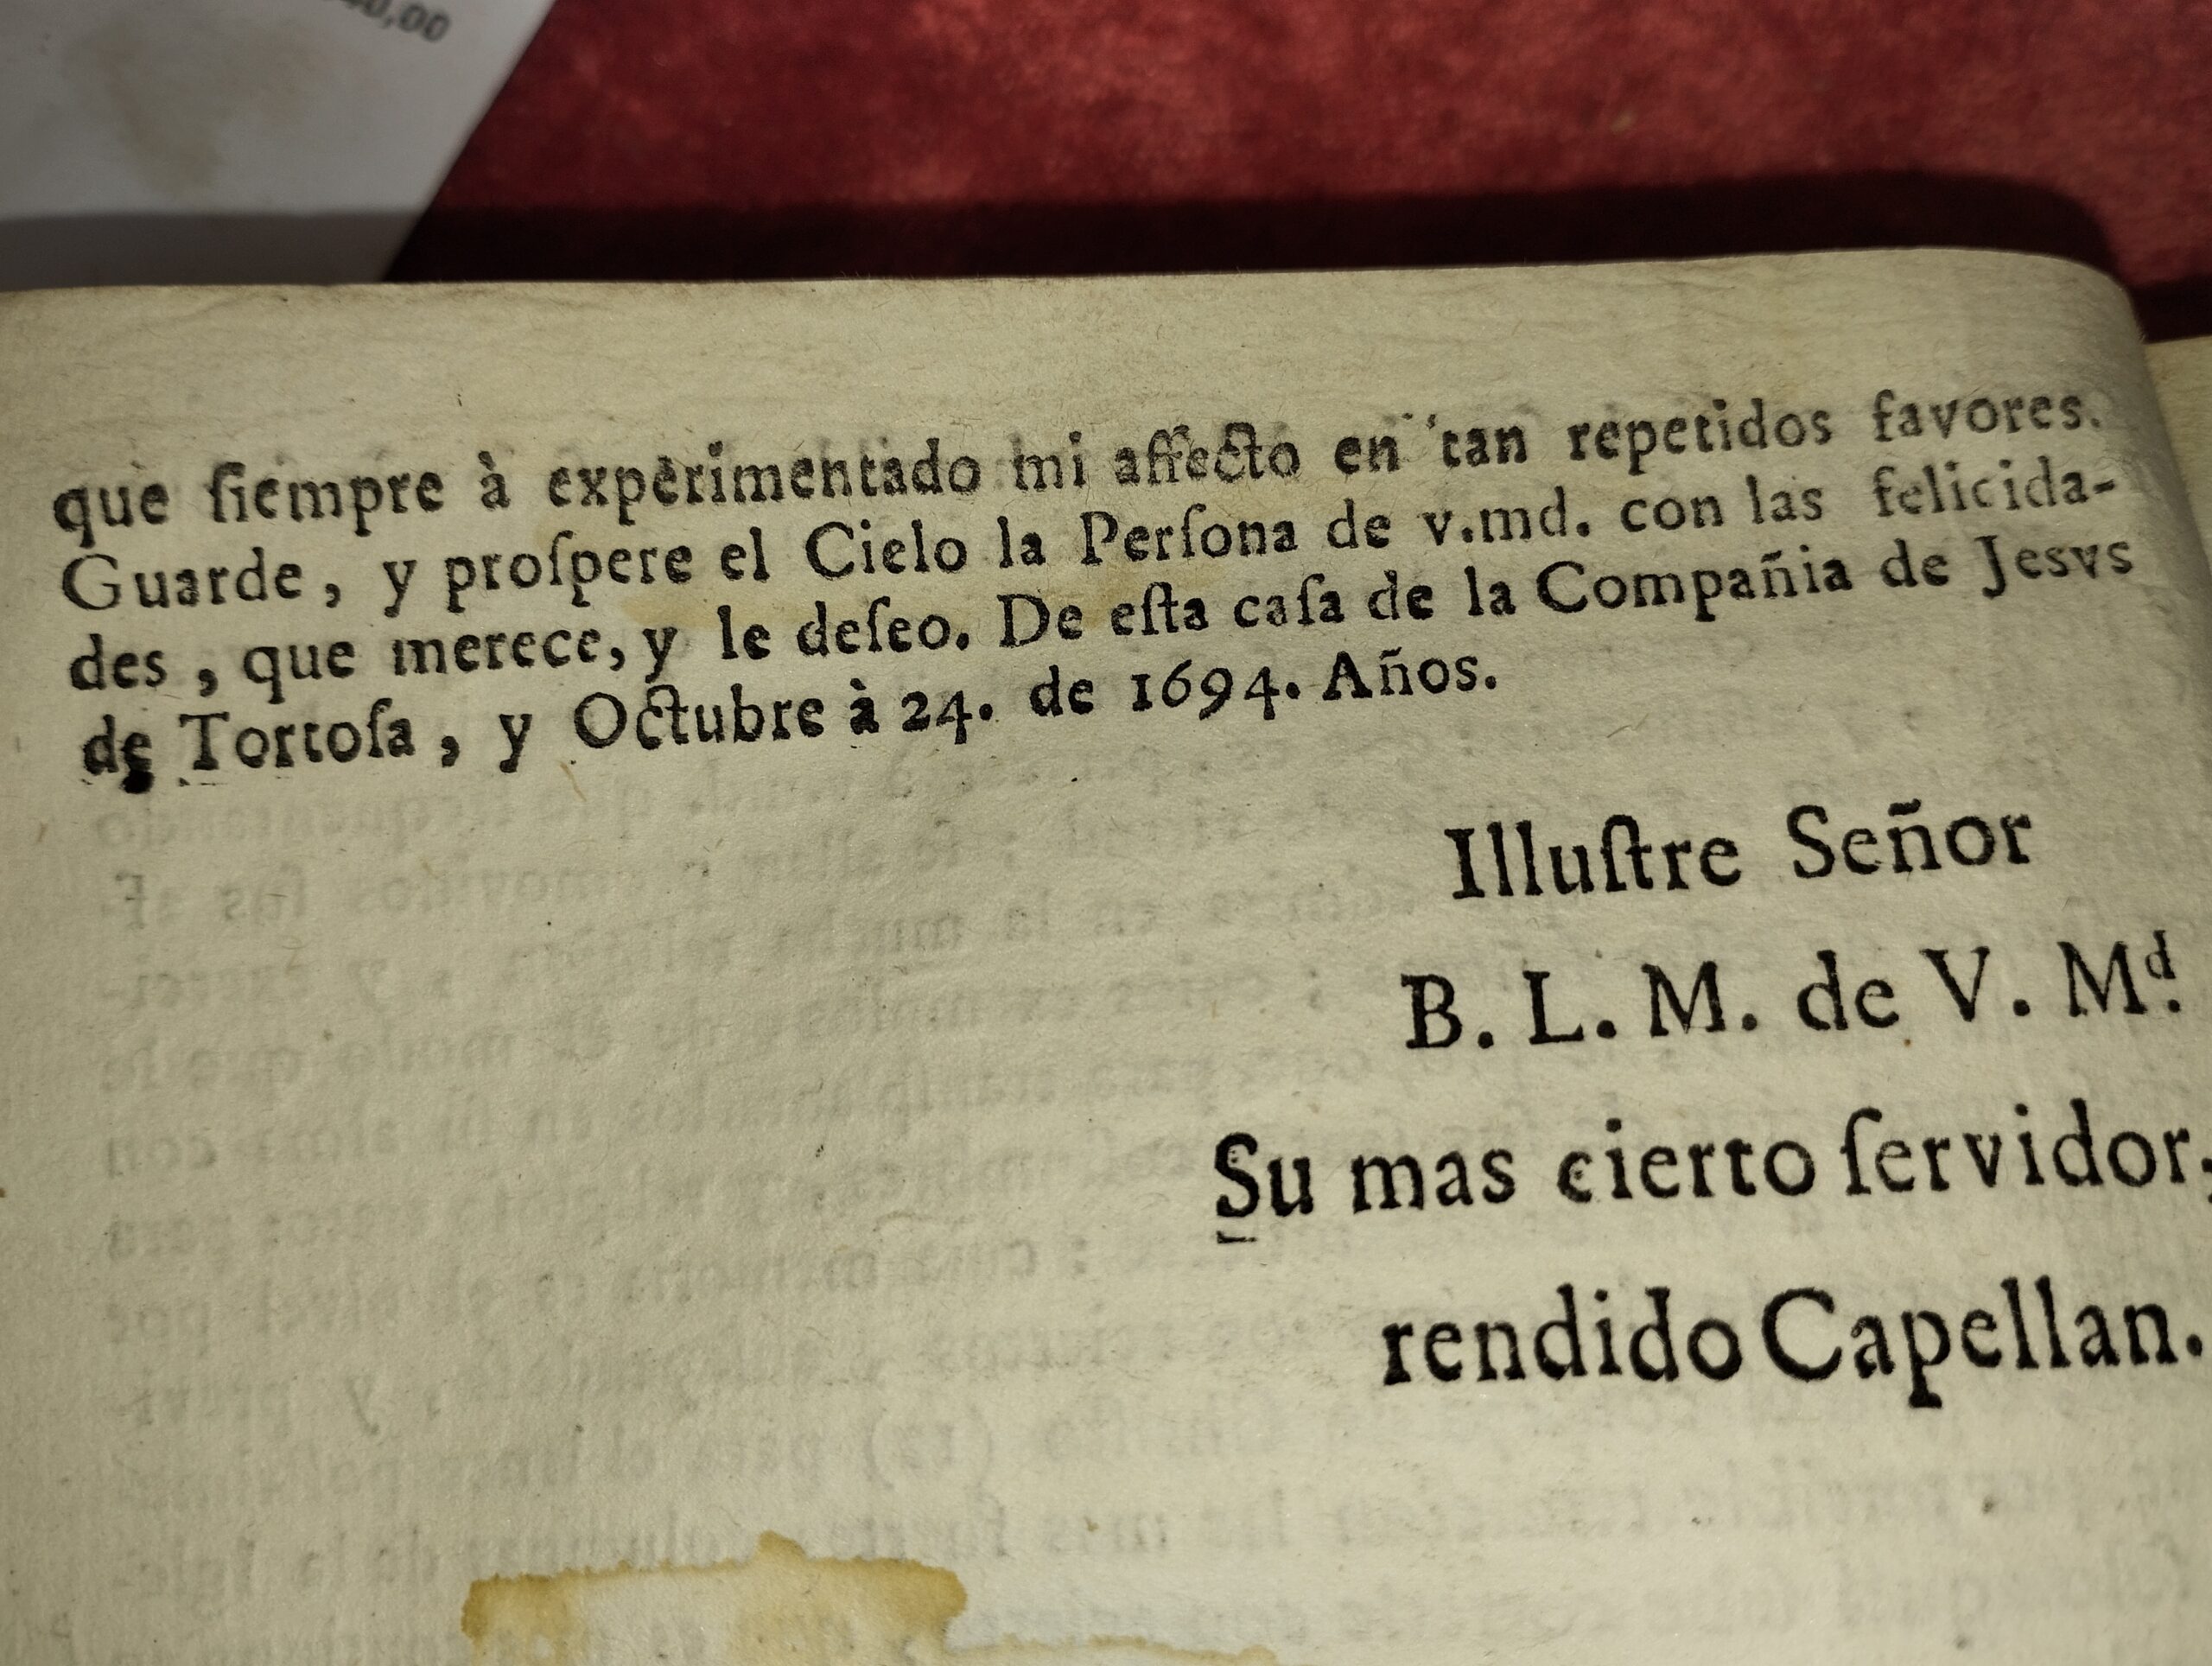 0,00
que ſiempre à experimentado mi affecto en tan repetidos favores.
Guarde, y proſpere el Cielo la Perſona de v.md. con las felicida-
des, que merece, y le deſeo. De eſta caſa de la Compañia de Jesvs
de Tortoſa, y Octubre à 24. de 1694. Años.
Illuſtre Señor
B. L. M. de V. Mᵈ.
Su mas cierto ſervidor,
rendido Capellan.